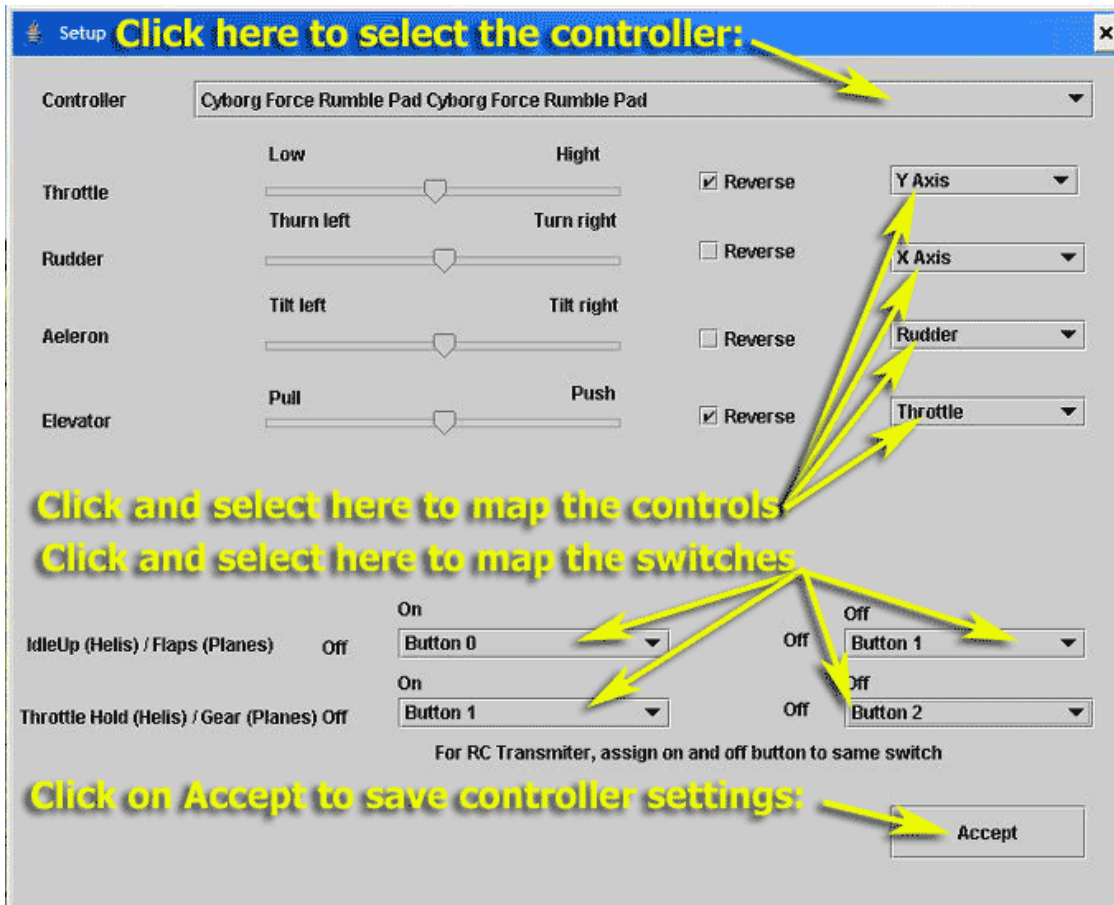 Setup Click here to select the controller:
Controller Cyborg Force Rumble Pad Cyborg Force Rumble Pad
Low Hight
Throttle Reverse Y Axis
Thurn left Turn right
Rudder Reverse X Axis
Tilt left Tilt right
Aeleron Reverse Rudder
Pull Push
Elevator Reverse Throttle
Click and select here to map the controls
Click and select here to map the switches
On Off
IdleUp (Helis) / Flaps (Planes) Off Button 0 Off Button 1
On Off
Throttle Hold (Helis) / Gear (Planes) Off Button 1 Off Button 2
For RC Transmiter, assign on and off button to same switch
Click on Accept to save controller settings:
Accept